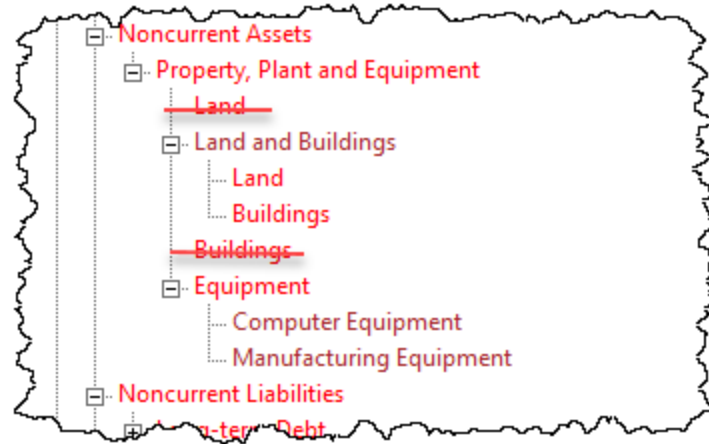 Noncurrent Assets
Property, Plant and Equipment
Land
Land and Buildings
Land
Buildings
Buildings
Equipment
Computer Equipment
Manufacturing Equipment
Noncurrent Liabilities
Debt